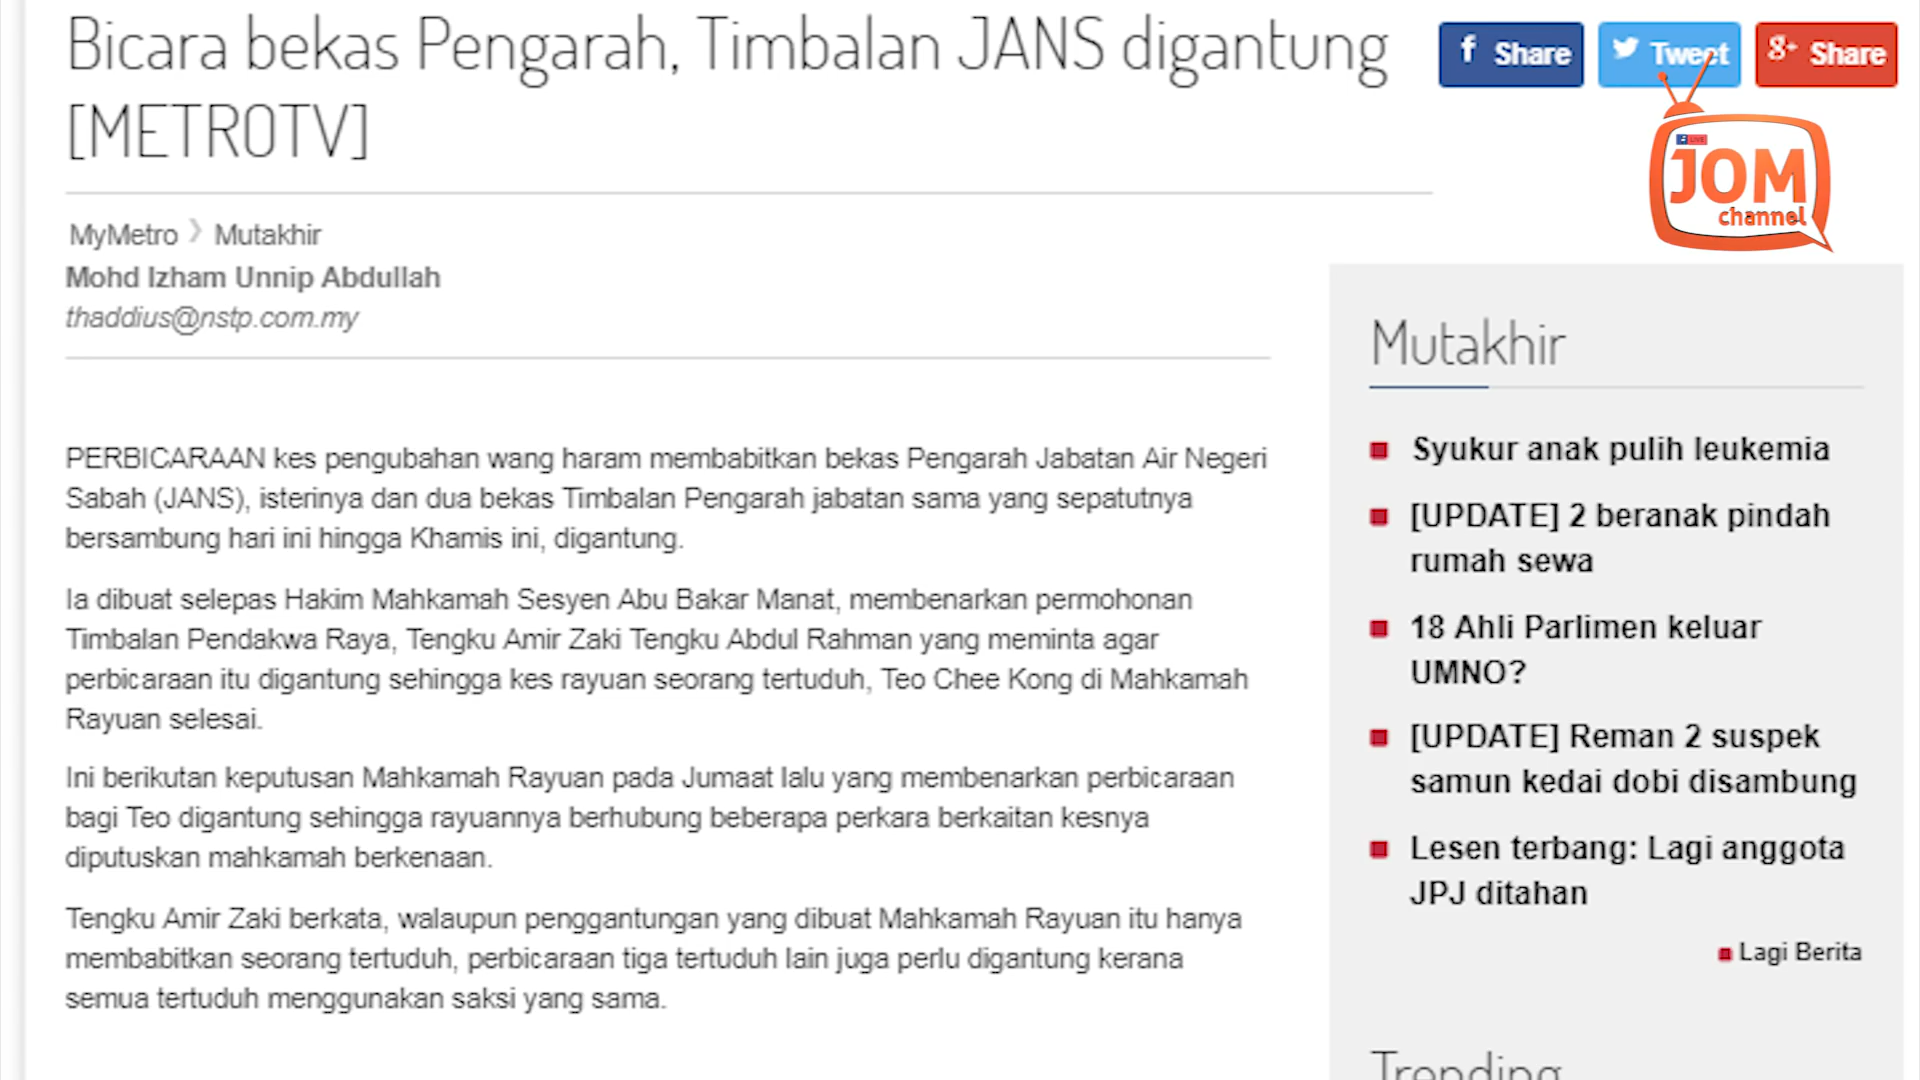 Bicara bekas Pengarah, Timbalan JANS digantung
[METROTV]
f Share
Tweet
g+ Share
LIVE
JOM
channel
MyMetro > Mutakhir
Mohd Izham Unnip Abdullah
thaddius@nstp.com.my
PERBICARAAN kes pengubahan wang haram membabitkan bekas Pengarah Jabatan Air Negeri
Sabah (JANS), isterinya dan dua bekas Timbalan Pengarah jabatan sama yang sepatutnya
bersambung hari ini hingga Khamis ini, digantung.
Ia dibuat selepas Hakim Mahkamah Sesyen Abu Bakar Manat, membenarkan permohonan
Timbalan Pendakwa Raya, Tengku Amir Zaki Tengku Abdul Rahman yang meminta agar
perbicaraan itu digantung sehingga kes rayuan seorang tertuduh, Teo Chee Kong di Mahkamah
Rayuan selesai.
Ini berikutan keputusan Mahkamah Rayuan pada Jumaat lalu yang membenarkan perbicaraan
bagi Teo digantung sehingga rayuannya berhubung beberapa perkara berkaitan kesnya
diputuskan mahkamah berkenaan.
Tengku Amir Zaki berkata, walaupun penggantungan yang dibuat Mahkamah Rayuan itu hanya
membabitkan seorang tertuduh, perbicaraan tiga tertuduh lain juga perlu digantung kerana
semua tertuduh menggunakan saksi yang sama.
Mutakhir
Syukur anak pulih leukemia
[UPDATE] 2 beranak pindah
rumah sewa
18 Ahli Parlimen keluar
UMNO?
[UPDATE] Reman 2 suspek
samun kedai dobi disambung
Lesen terbang: Lagi anggota
JPJ ditahan
Lagi Berita
Trending